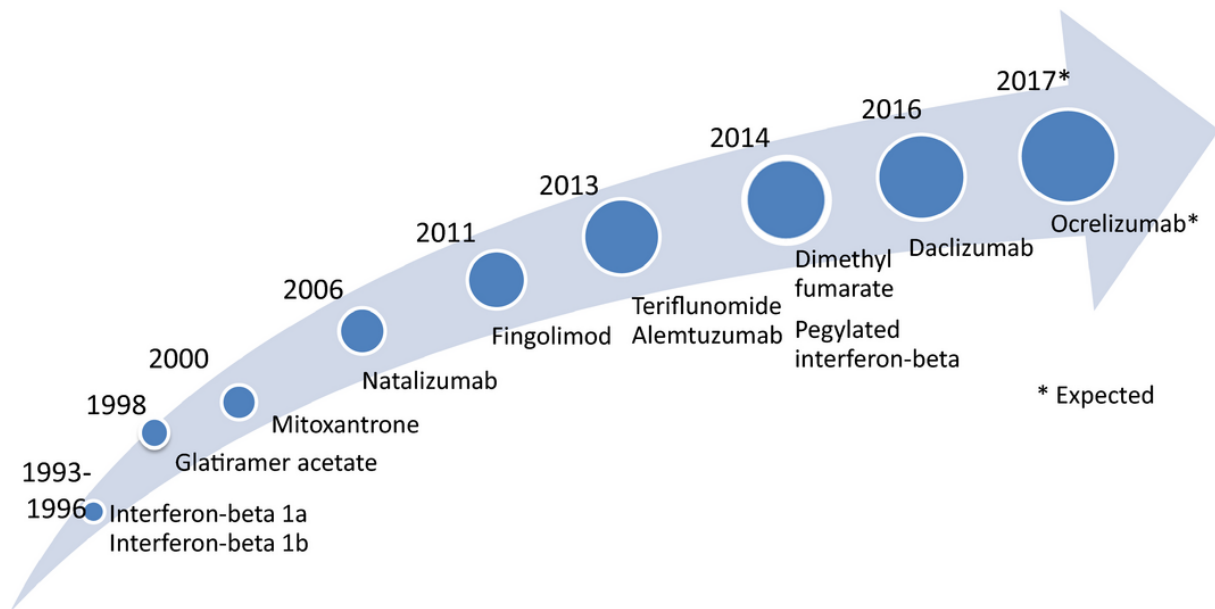 1993-
1996
Interferon-beta 1a
Interferon-beta 1b
1998
Glatiramer acetate
2000
Mitoxantrone
2006
Natalizumab
2011
Fingolimod
2013
Teriflunomide
Alemtuzumab
2014
Dimethyl
fumarate
Pegylated
interferon-beta
2016
Daclizumab
2017*
Ocrelizumab*
* Expected